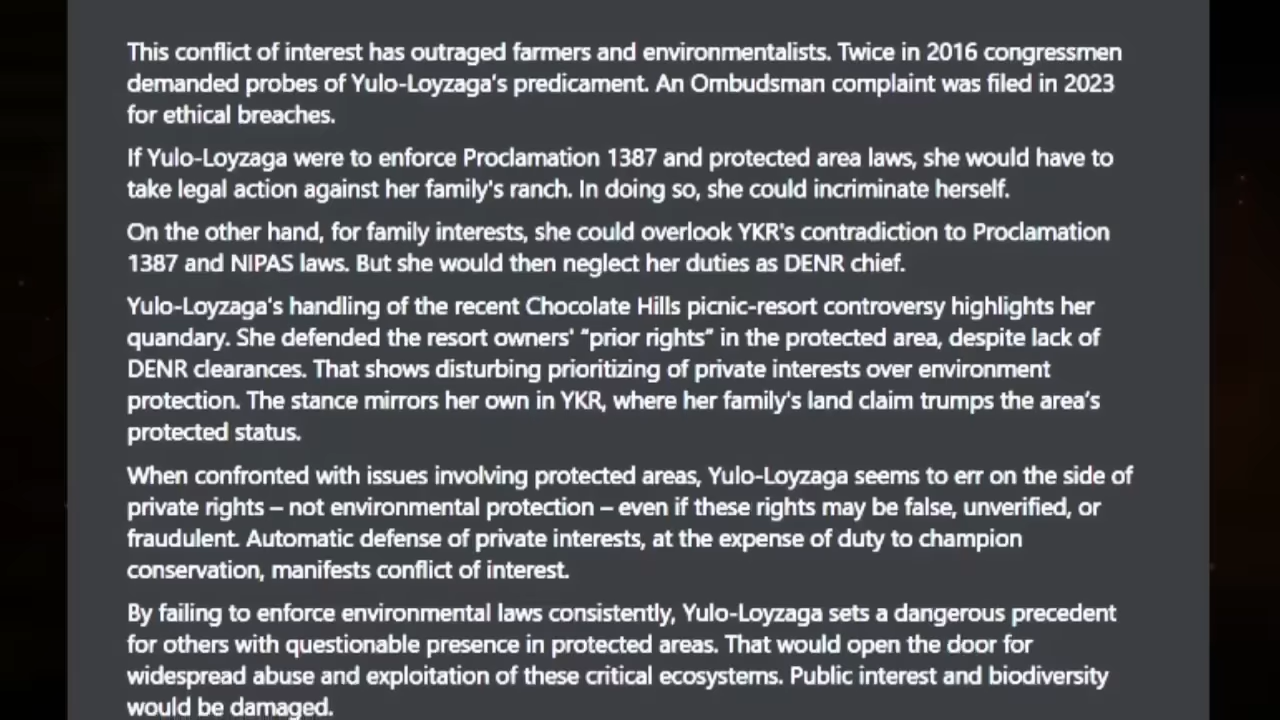 This conflict of interest has outraged farmers and environmentalists. Twice in 2016 congressmen
demanded probes of Yulo-Loyzaga's predicament. An Ombudsman complaint was filed in 2023
for ethical breaches.
If Yulo-Loyzaga were to enforce Proclamation 1387 and protected area laws, she would have to
take legal action against her family's ranch. In doing so, she could incriminate herself.
On the other hand, for family interests, she could overlook YKR's contradiction to Proclamation
1387 and NIPAS laws. But she would then neglect her duties as DENR chief.
Yulo-Loyzaga's handling of the recent Chocolate Hills picnic-resort controversy highlights her
quandary. She defended the resort owners' "prior rights" in the protected area, despite lack of
DENR clearances. That shows disturbing prioritizing of private interests over environment
protection. The stance mirrors her own in YKR, where her family's land claim trumps the area's
protected status.
When confronted with issues involving protected areas, Yulo-Loyzaga seems to err on the side of
private rights – not environmental protection – even if these rights may be false, unverified, or
fraudulent. Automatic defense of private interests, at the expense of duty to champion
conservation, manifests conflict of interest.
By failing to enforce environmental laws consistently, Yulo-Loyzaga sets a dangerous precedent
for others with questionable presence in protected areas. That would open the door for
widespread abuse and exploitation of these critical ecosystems. Public interest and biodiversity
would be damaged.